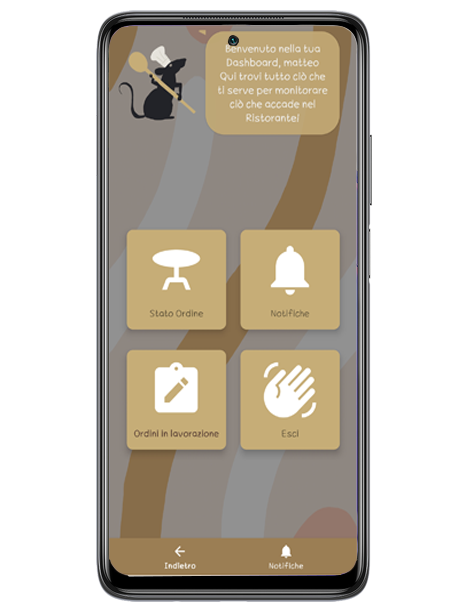 Benvenuto nella tua
Dashboard, matteo
Qui trovi tutto ciò che
ti serve per monitorare
ciò che accade nel
Ristorante!
Stato Ordine
Notifiche
Ordini in lavorazione
Esci
Indietro
Notifiche